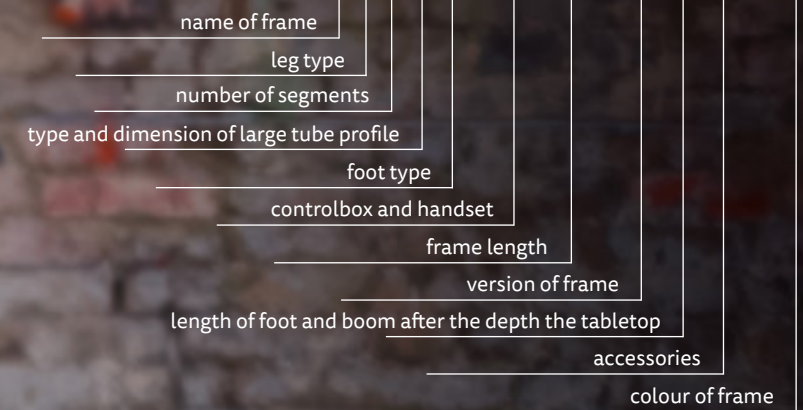 name of frame
leg type
number of segments
type and dimension of large tube profile
foot type
controlbox and handset
frame length
version of frame
length of foot and boom after the depth the tabletop
accessories
colour of frame